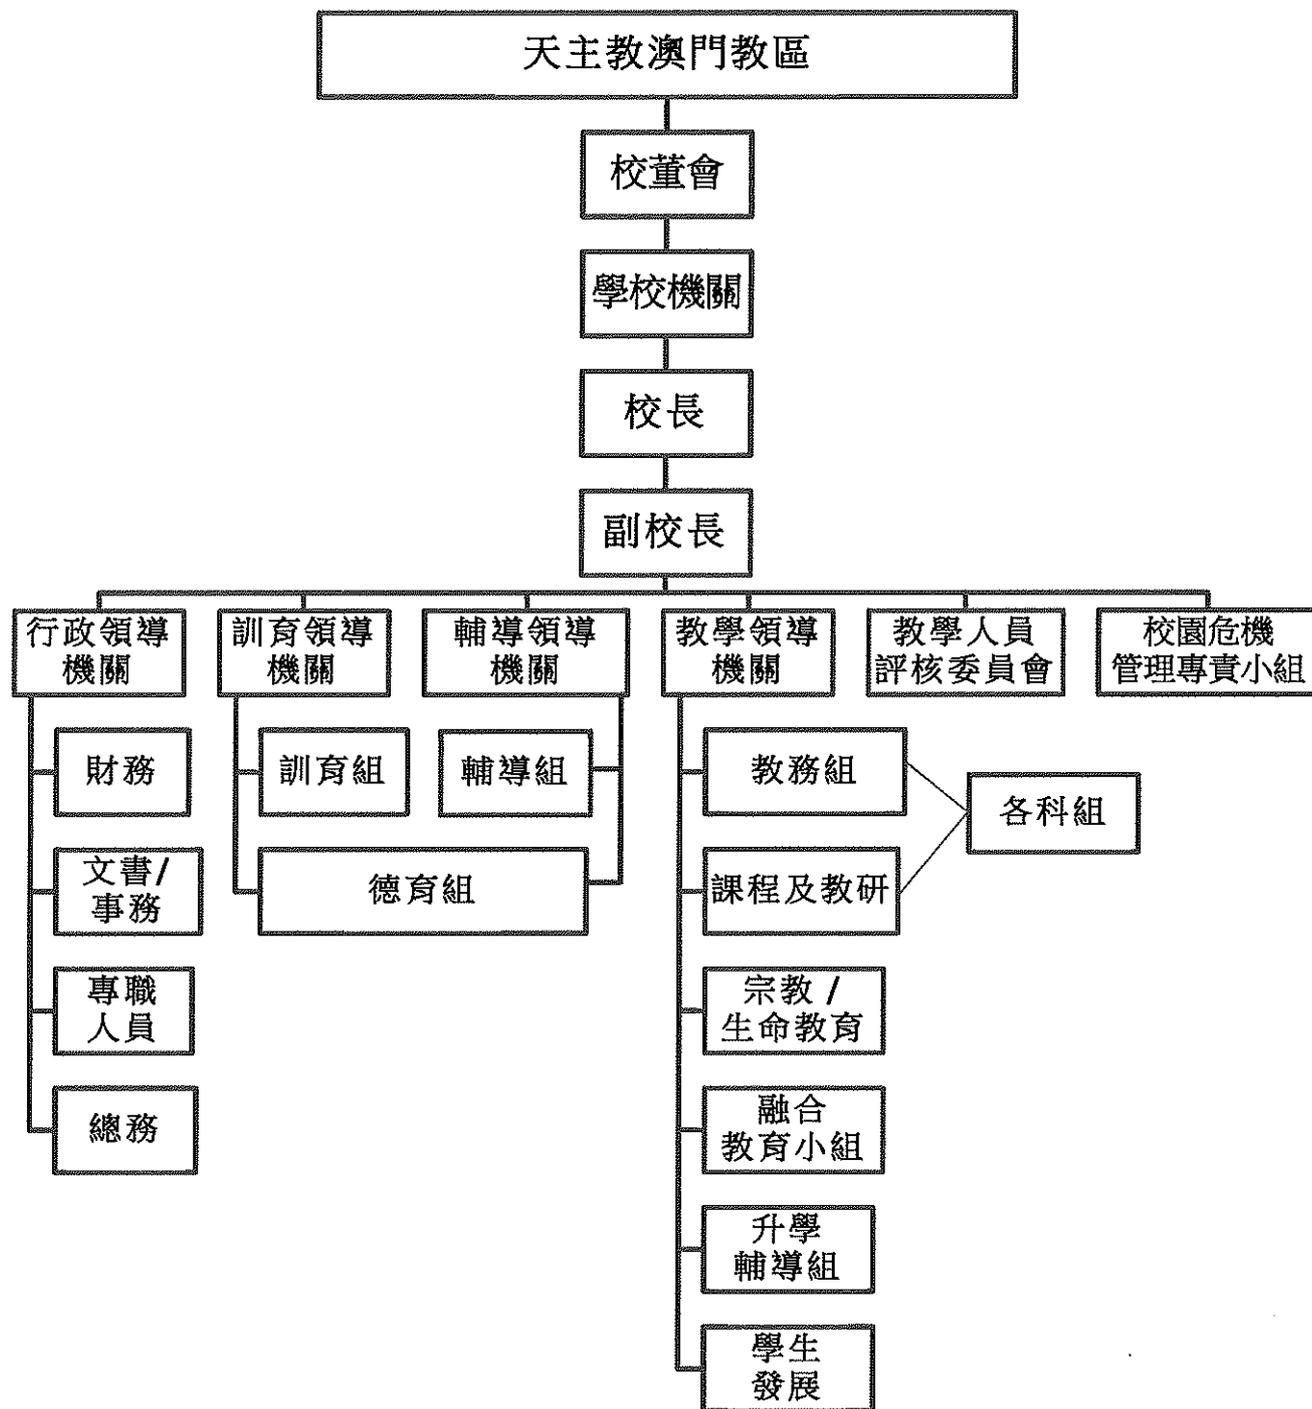 天主教澳門教區
校董會
學校機關
校長
副校長
行政領導
機關
訓育領導
機關
輔導領導
機關
教學領導
機關
教學人員
評核委員會
校園危機
管理專責小組
財務
訓育組
輔導組
教務組
各科組
文書/
事務
德育組
課程及教研
專職
人員
宗教 /
生命教育
總務
融合
教育小組
升學
輔導組
學生
發展